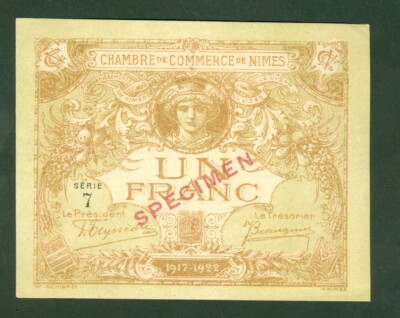 CHAMBRE DE COMMERCE DE NIMES
UN
FRANC
SPECIMEN
SÉRIE
7
Le Président
Le Trésorier
1917-1922